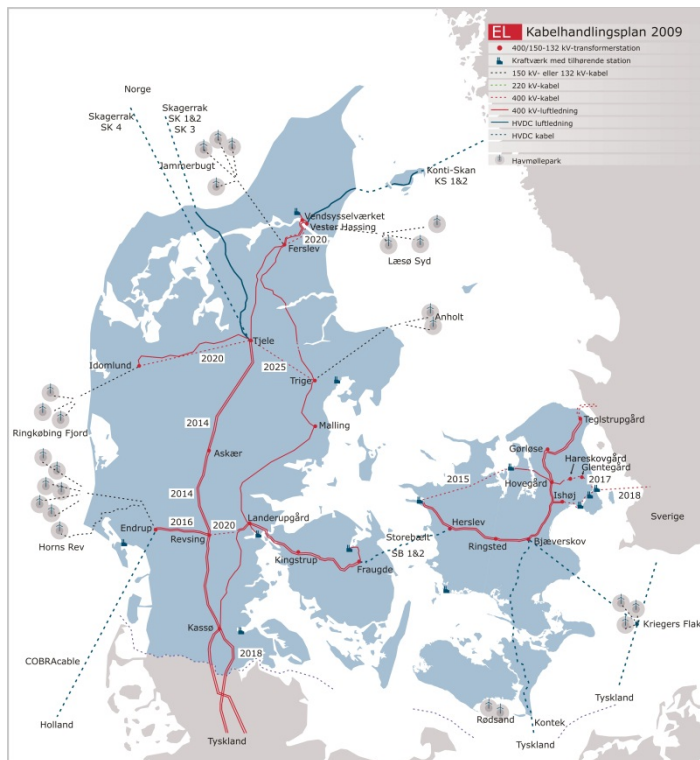 EL Kabelhandlingsplan 2009
400/150-132 kV-transformerstation
Kraftværk med tilhørende station
150 kV- eller 132 kV-kabel
220 kV-kabel
400 kV-kabel
400 kV-luftledning
HVDC luftledning
HVDC kabel
Havmøllepark
Norge
Skagerrak
SK 4
Skagerrak
SK 1&2
SK 3
Jammerbugt
Konti-Skan
KS 1&2
Vendsysselværket
Vester Hassing
2020
Ferslev
Læsø Syd
Anholt
Tjele
Idomlund
2020
2025
Trige
Ringkøbing Fjord
2014
Malling
Askær
2014
Teglstrupgård
Gørløse
Hareskovgård
Glentegård
2017
2015
Hovegård
Ishøj
2018
Sverige
Endrup
2016
2020
Landerupgård
Revsing
Horns Rev
Kingstrup
Fraugde
Storebælt
SB 1&2
Herslev
Ringsted
Bjæverskov
Kassø
2018
Kriegers Flak
COBRAcable
Holland
Tyskland
Rødsand
Kontek
Tyskland
Tyskland